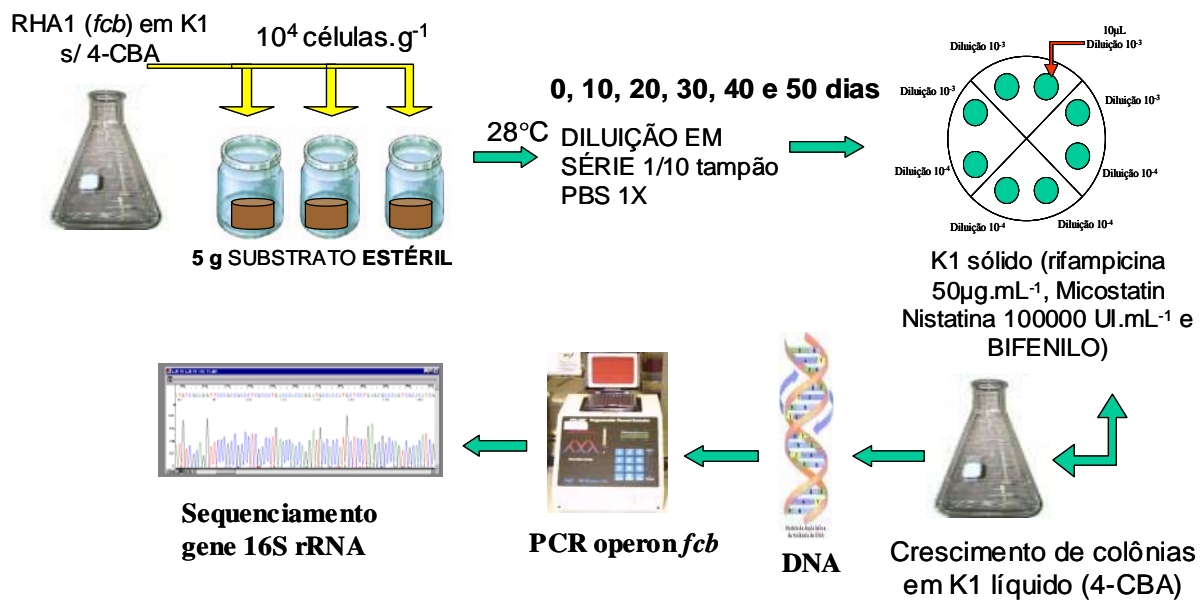 RHA1 (fcb) em K1
s/ 4-CBA
10⁴ células.g⁻¹
5 g SUBSTRATO ESTÉRIL
28°C
0, 10, 20, 30, 40 e 50 dias
DILUIÇÃO EM
SÉRIE 1/10 tampão
PBS 1X
10µL
Diluição 10⁻³
Diluição 10⁻³
Diluição 10⁻³
Diluição 10⁻³
Diluição 10⁻⁴
Diluição 10⁻⁴
Diluição 10⁻⁴
Diluição 10⁻⁴
K1 sólido (rifampicina
50µg.mL⁻¹, Micostatin
Nistatina 100000 UI.mL⁻¹ e
BIFENILO)
Crescimento de colônias
em K1 líquido (4-CBA)
DNA
PCR operon fcb
Sequenciamento
gene 16S rRNA